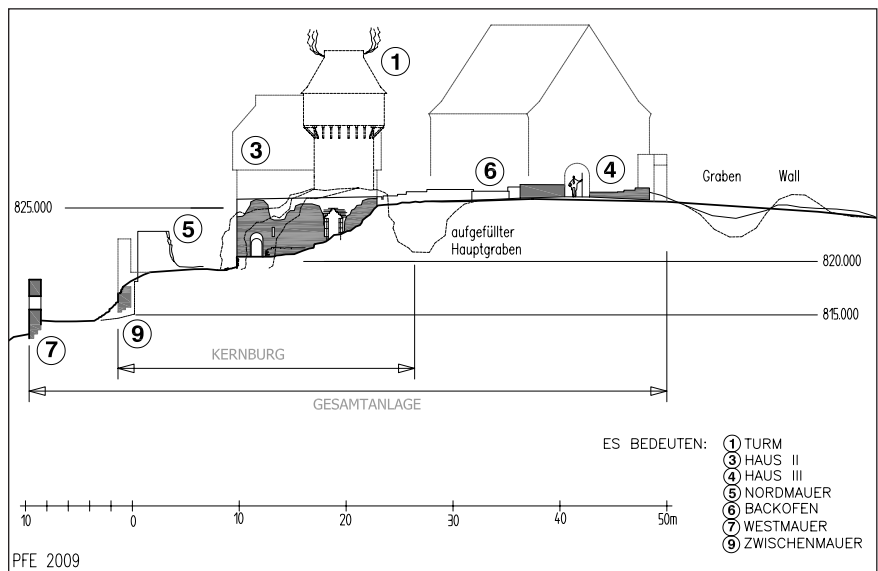 1
3
6
4
Graben Wall
825.000
5
aufgefüllter
Hauptgraben
820.000
815.000
7
9
KERNBURG
GESAMTANLAGE
ES BEDEUTEN:
1 TURM
3 HAUS II
4 HAUS III
5 NORDMAUER
6 BACKOFEN
7 WESTMAUER
9 ZWISCHENMAUER
10 0 10 20 30 40 50m
PFE 2009